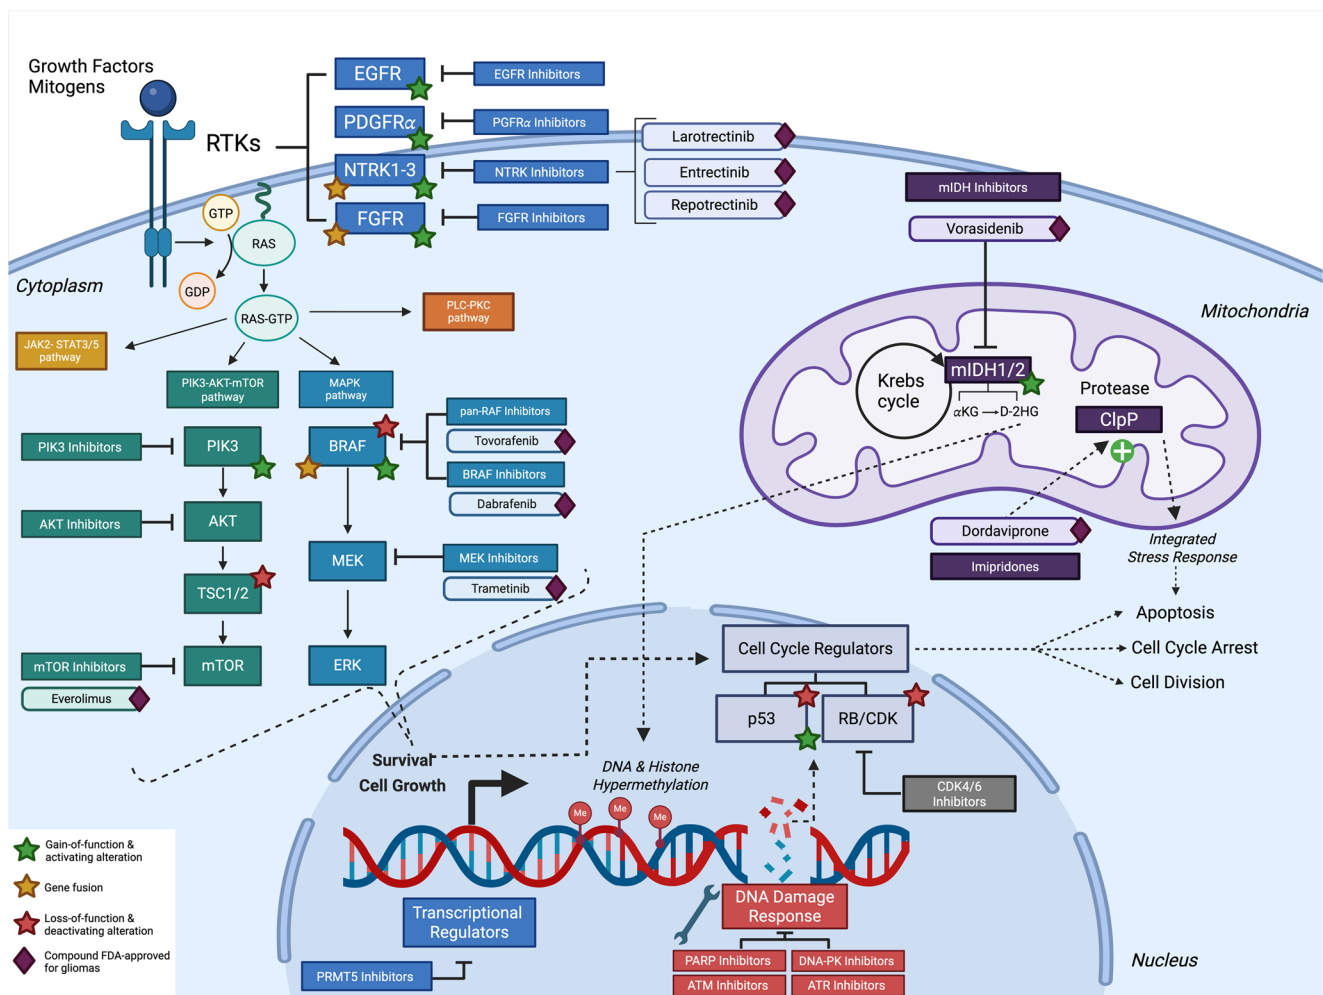 Growth Factors
Mitogens
RTKs
EGFR
EGFR Inhibitors
PDGFRα
PGFRα Inhibitors
NTRK1-3
NTRK Inhibitors
FGFR
FGFR Inhibitors
Larotrectinib
Entrectinib
Repotrectinib
mIDH Inhibitors
Vorasidenib
GTP
RAS
GDP
Cytoplasm
RAS-GTP
PLC-PKC
pathway
JAK2- STAT3/5
pathway
PIK3-AKT-mTOR
pathway
MAPK
pathway
Mitochondria
Krebs
cycle
mIDH1/2
αKG
D-2HG
Protease
ClpP
PIK3 Inhibitors
PIK3
BRAF
pan-RAF Inhibitors
Tovorafenib
BRAF Inhibitors
Dabrafenib
AKT Inhibitors
AKT
MEK
MEK Inhibitors
Trametinib
Dordaviprone
Imipridones
Integrated
Stress Response
TSC1/2
mTOR Inhibitors
Everolimus
mTOR
ERK
Cell Cycle Regulators
Apoptosis
Cell Cycle Arrest
Cell Division
p53
RB/CDK
Survival
Cell Growth
DNA & Histone
Hypermethylation
CDK4/6
Inhibitors
Me
Me
Me
Transcriptional
Regulators
PRMT5 Inhibitors
DNA Damage
Response
PARP Inhibitors
DNA-PK Inhibitors
ATM Inhibitors
ATR Inhibitors
Nucleus
Gain-of-function &
activating alteration
Gene fusion
Loss-of-function &
deactivating alteration
Compound FDA-approved
for gliomas